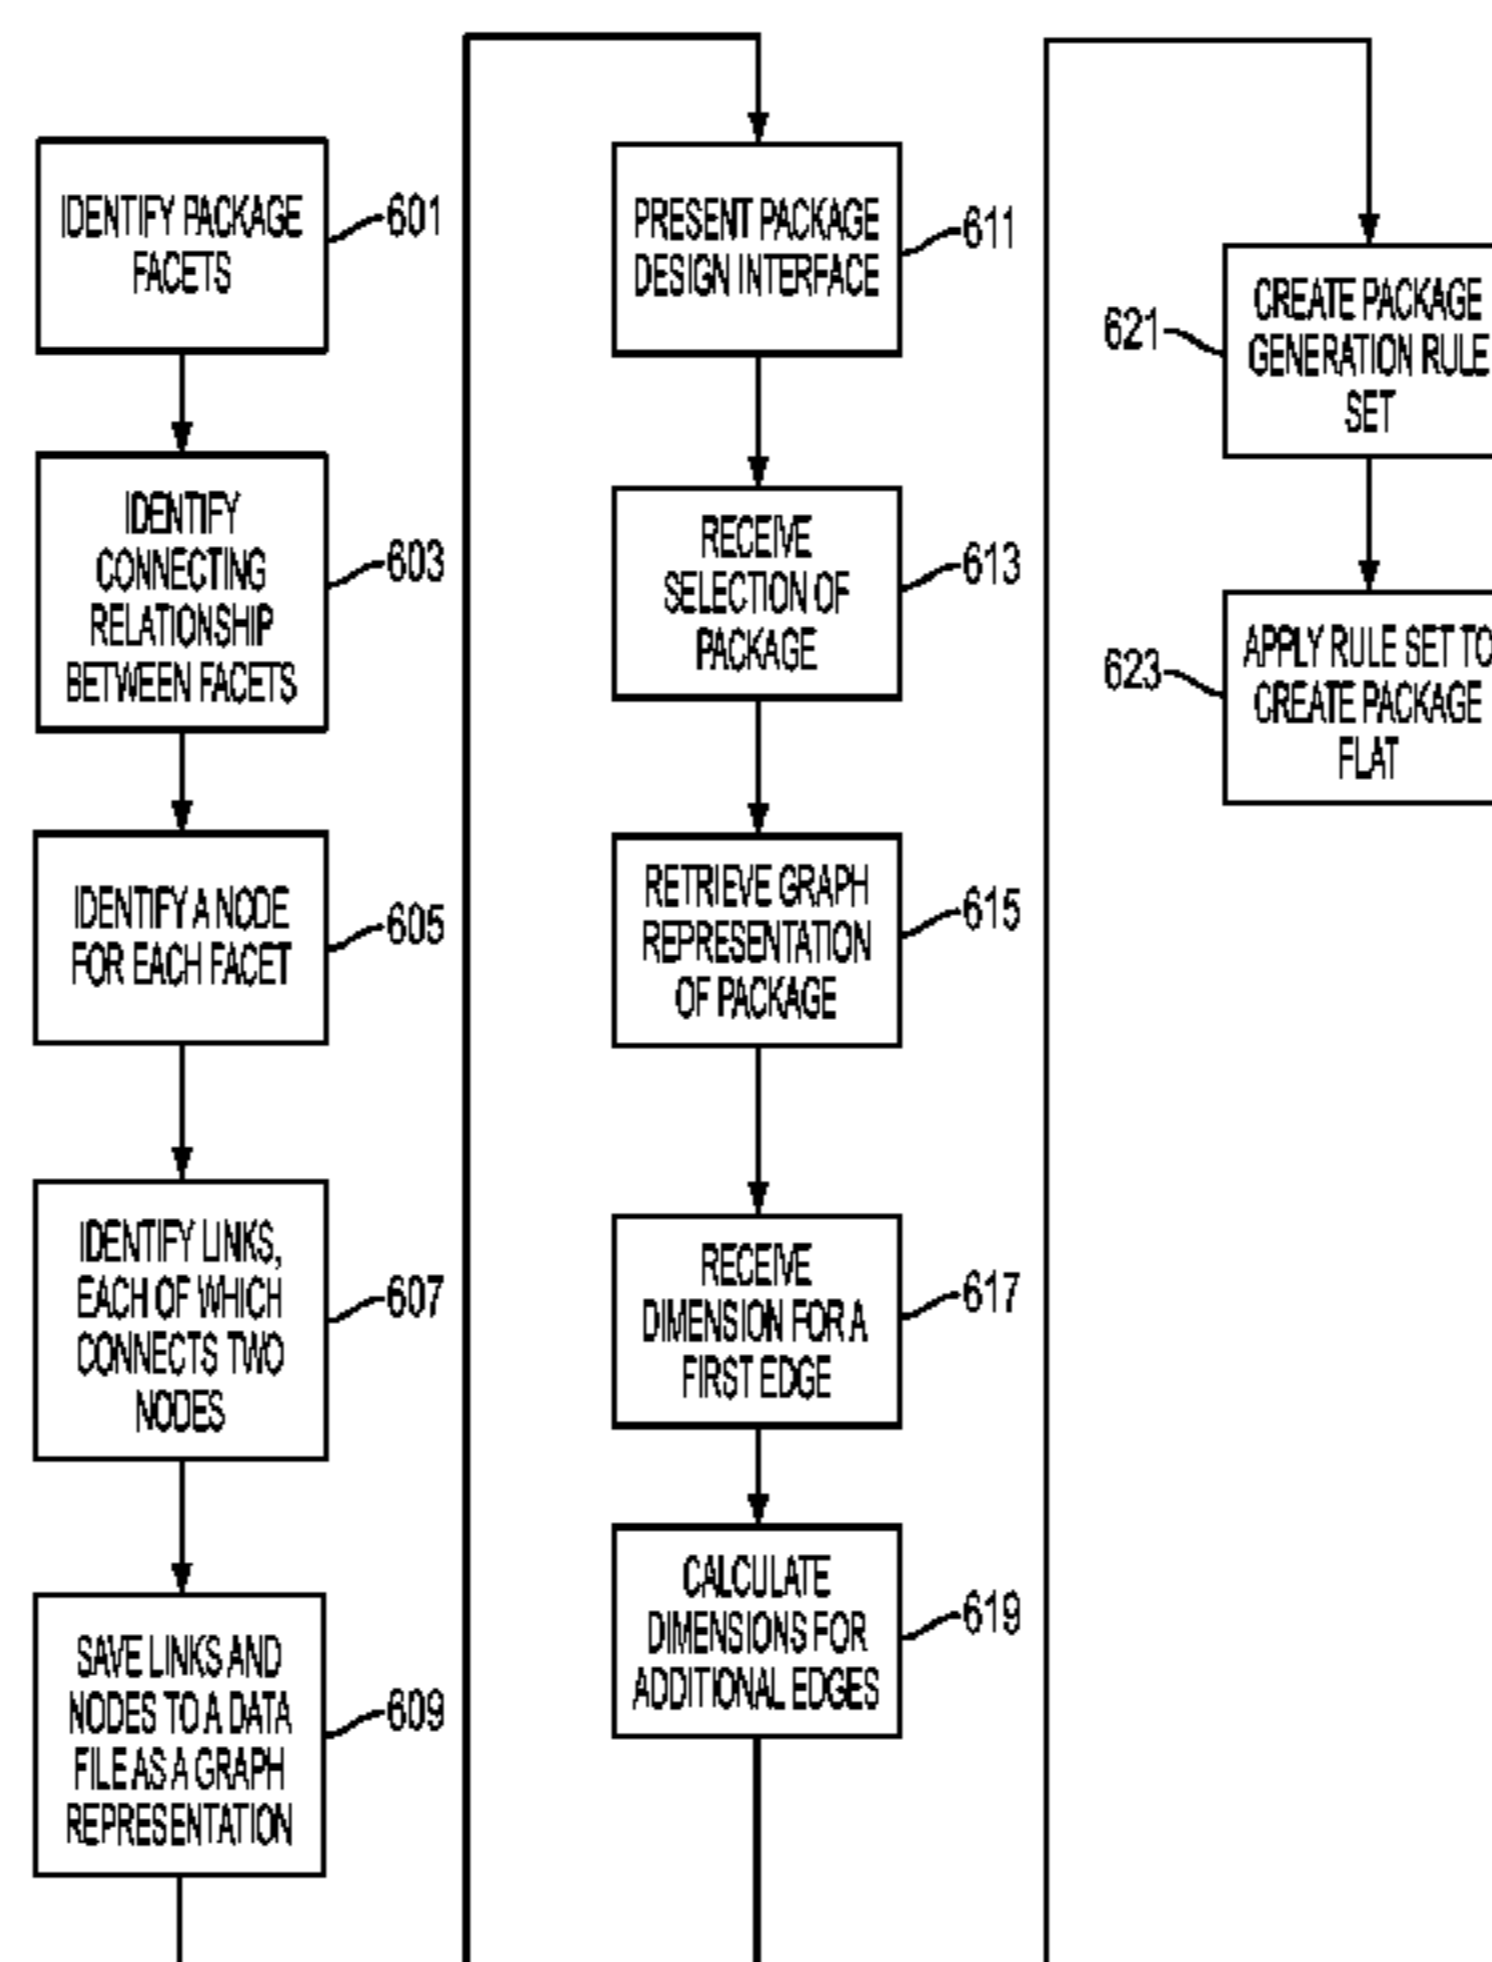 IDENTIFY PACKAGE
FACETS
601
IDENTIFY
CONNECTING
RELATIONSHIP
BETWEEN FACETS
603
IDENTIFY A NODE
FOR EACH FACET
605
IDENTIFY LINKS,
EACH OF WHICH
CONNECTS TWO
NODES
607
SAVE LINKS AND
NODES TO A DATA
FILE AS A GRAPH
REPRESENTATION
609
PRESENT PACKAGE
DESIGN INTERFACE
611
RECEIVE
SELECTION OF
PACKAGE
613
RETRIEVE GRAPH
REPRESENTATION
OF PACKAGE
615
RECEIVE
DIMENSION FOR A
FIRST EDGE
617
CALCULATE
DIMENSIONS FOR
ADDITIONAL EDGES
619
621
CREATE PACKAGE
GENERATION RULE
SET
623
APPLY RULE SET TO
CREATE PACKAGE
FLAT